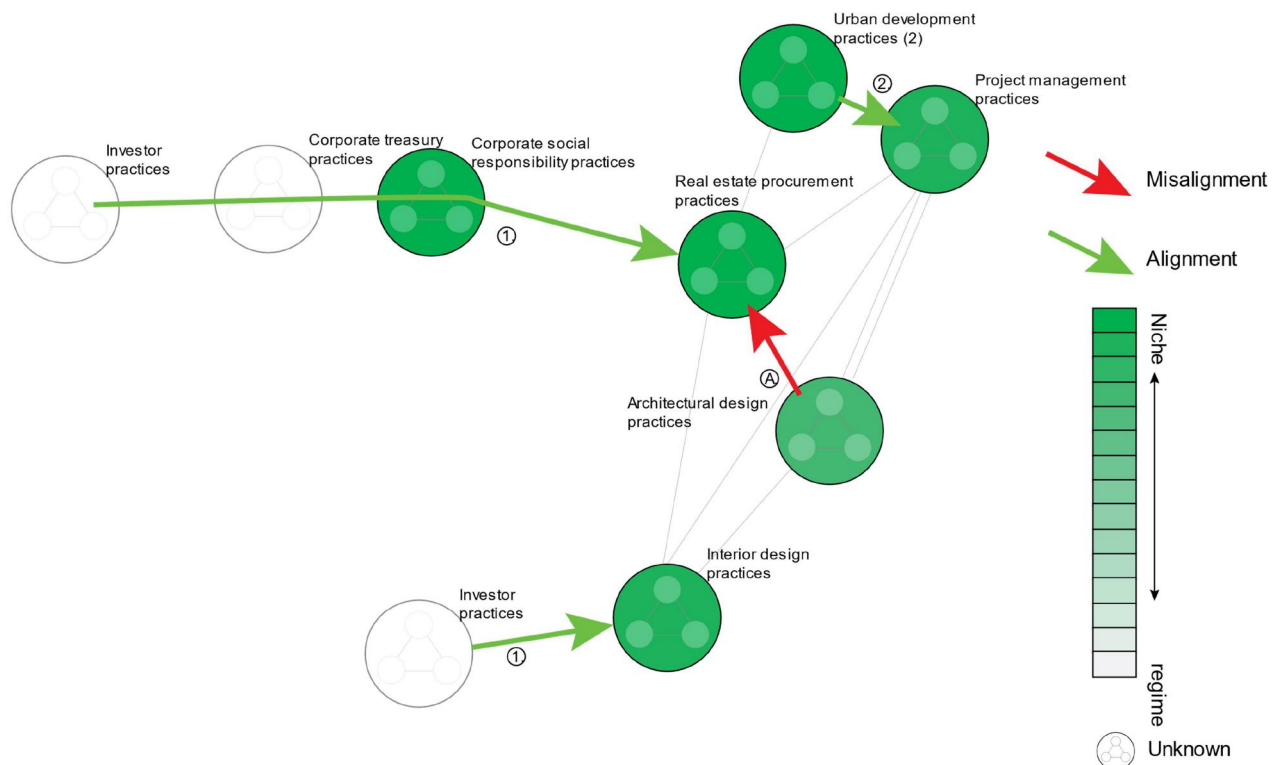 Urban development
practices (2)
②
Project management
practices
Investor
practices
Corporate treasury
practices
Corporate social
responsibility practices
①
Real estate procurement
practices
Misalignment
Alignment
Niche
Ⓐ
Architectural design
practices
Interior design
practices
Investor
practices
①
regime
Unknown